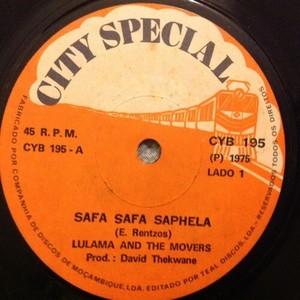 CITY SPECIAL
45 R.P.M.
CYB 195-A
CYB 195
(P) 1975
LADO 1
SAFA SAFA SAPHELA
(E. Rentzos)
LULAMA AND THE MOVERS
Prod.: David Thekwane
FABRICADO POR COMPANHIA DE DISCOS DE MOÇAMBIQUE, LDA. EDITADO POR TEAL DISCOS, LDA. RESERVADOS TODOS OS DIREITOS